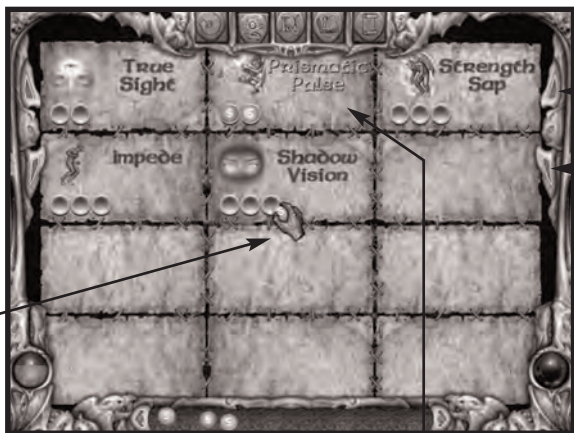 True
Sight
Prismatic
Pulse
Strength
Sap
Impede
Shadow
Vision